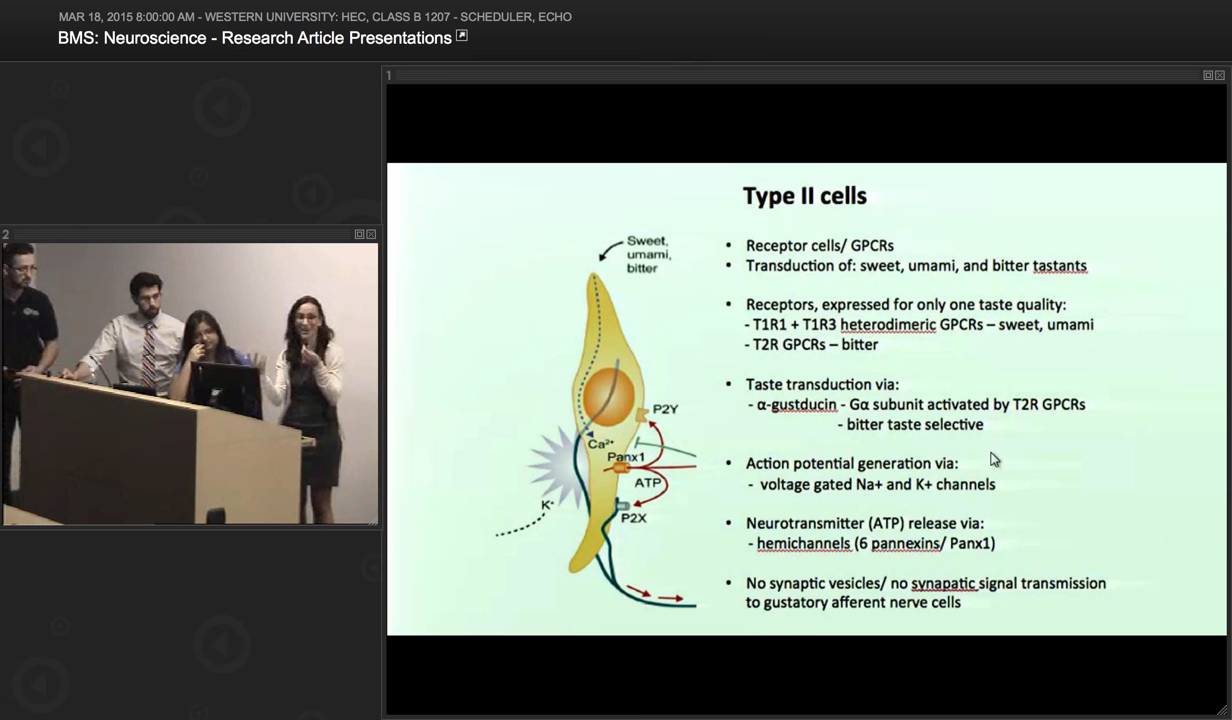 MAR 18, 2015 8:00:00 AM - WESTERN UNIVERSITY: HEC, CLASS B 1207 - SCHEDULER, ECHO
BMS: Neuroscience - Research Article Presentations
1
2
Type II cells
Sweet,
umami,
bitter
P2Y
Ca²⁺
Panx1
ATP
K⁺
P2X
• Receptor cells/ GPCRs
• Transduction of: sweet, umami, and bitter tastants
• Receptors, expressed for only one taste quality:
- T1R1 + T1R3 heterodimeric GPCRs – sweet, umami
- T2R GPCRs – bitter
• Taste transduction via:
- α-gustducin - Gα subunit activated by T2R GPCRs
- bitter taste selective
• Action potential generation via:
- voltage gated Na+ and K+ channels
• Neurotransmitter (ATP) release via:
- hemichannels (6 pannexins/ Panx1)
• No synaptic vesicles/ no synapatic signal transmission
to gustatory afferent nerve cells